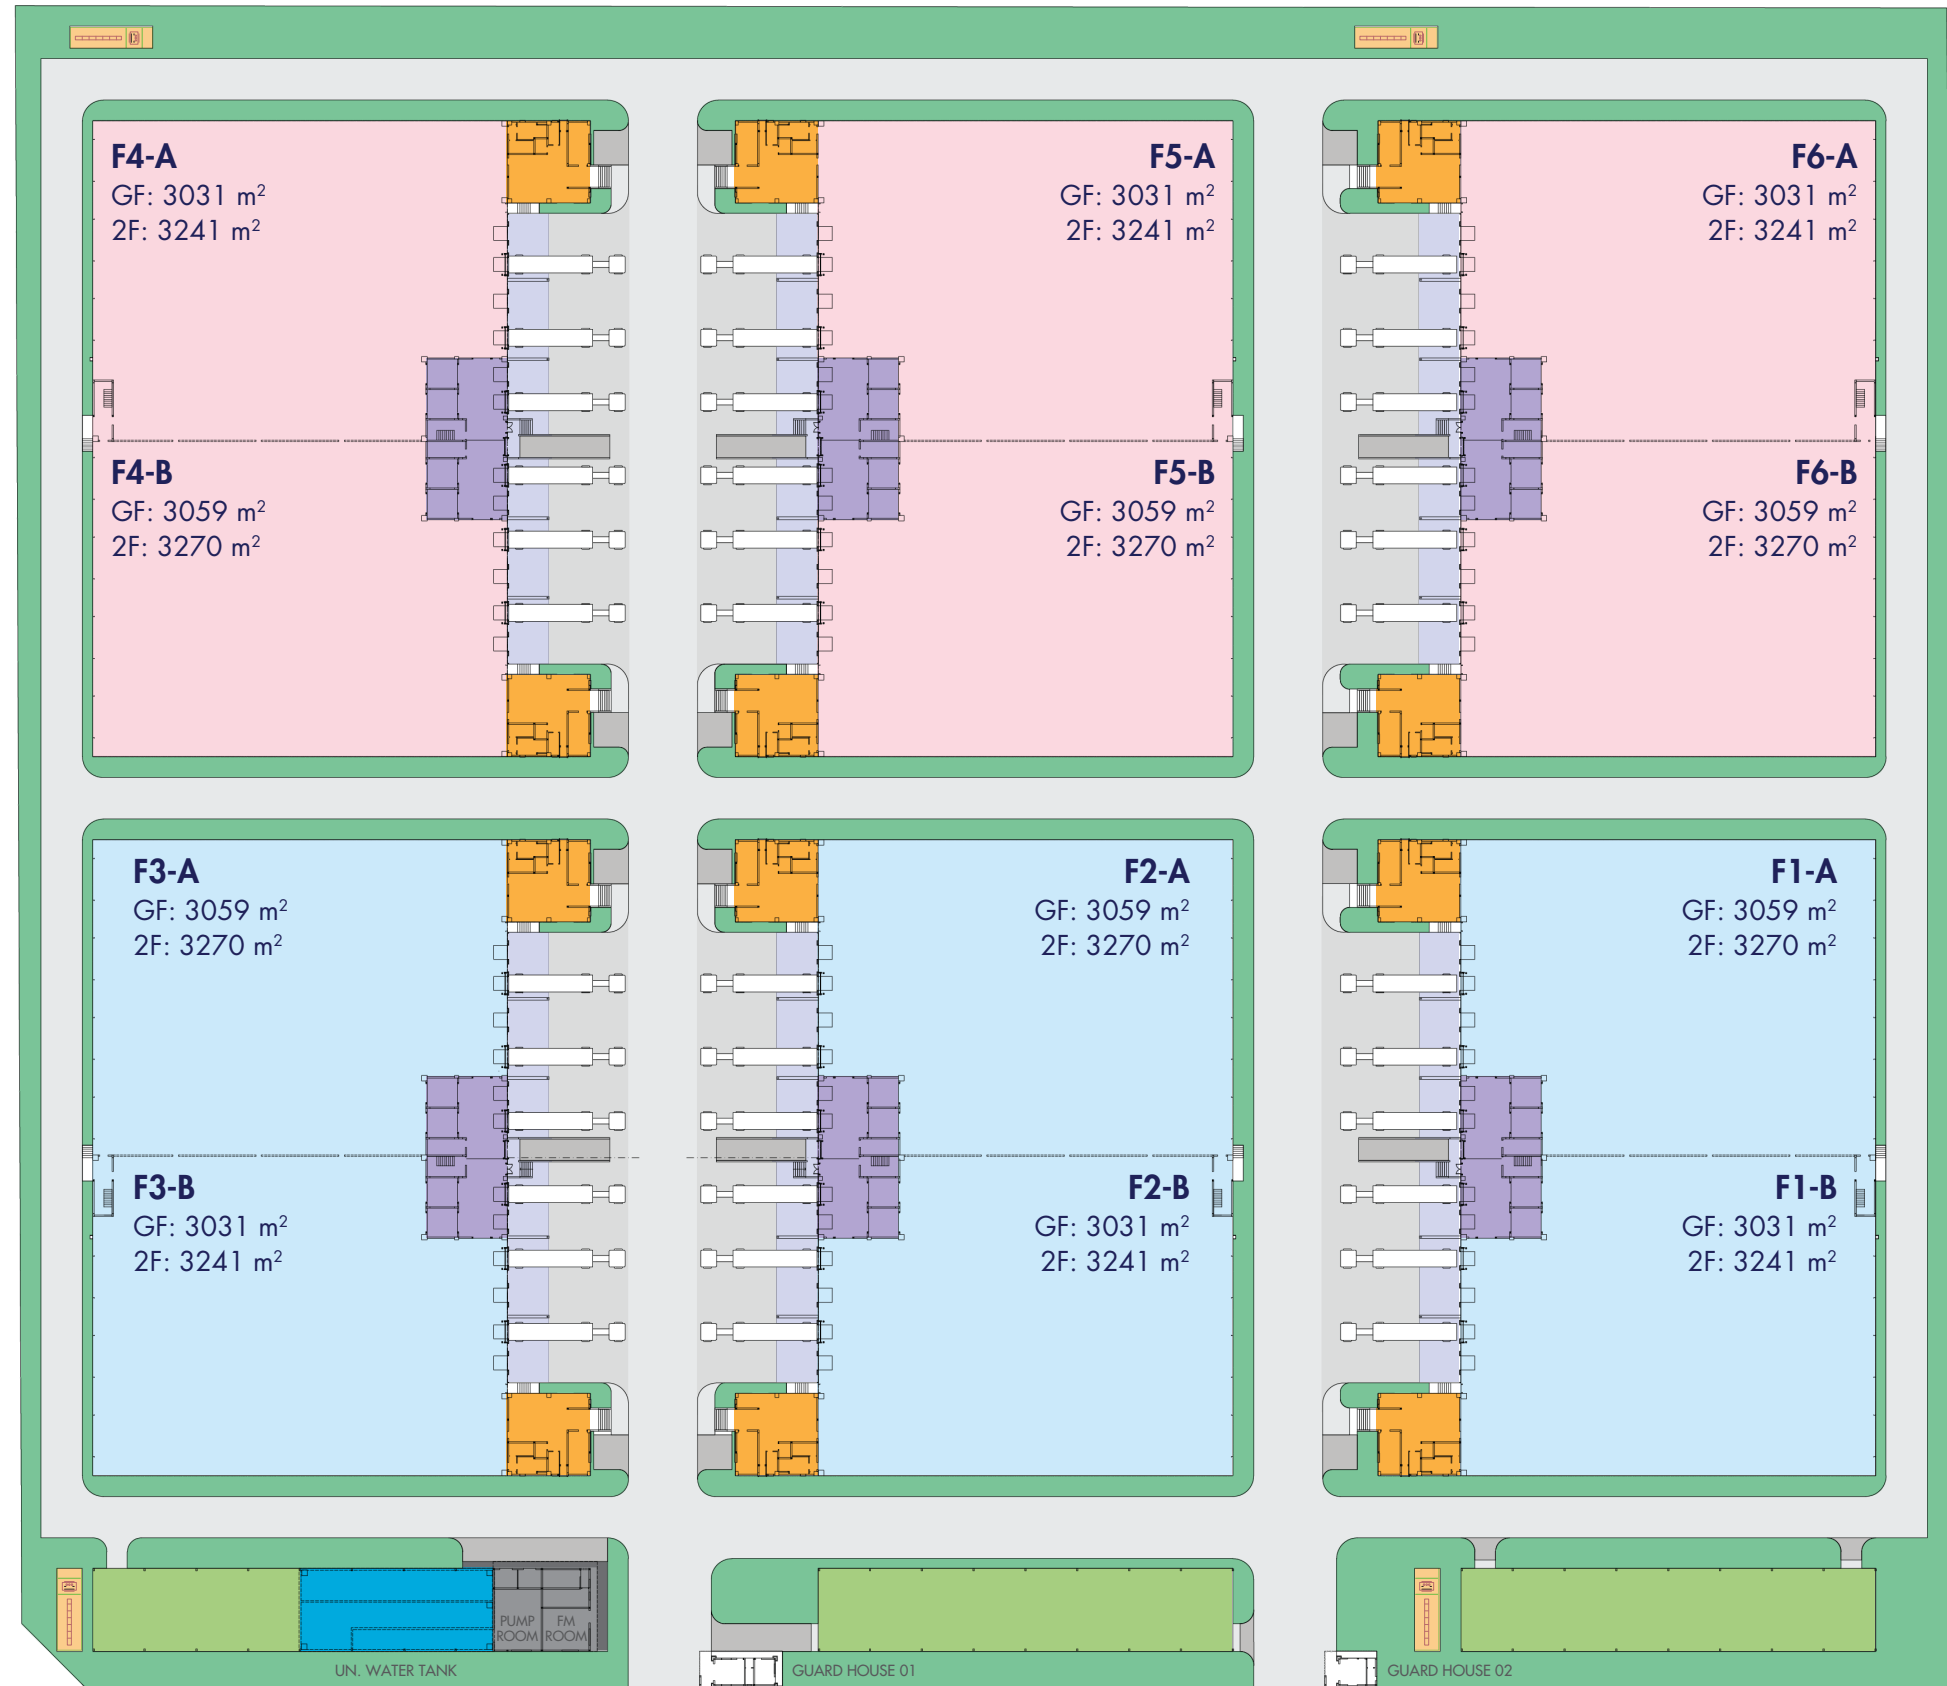 F4-A
GF: 3031 m²
2F: 3241 m²
F5-A
GF: 3031 m²
2F: 3241 m²
F6-A
GF: 3031 m²
2F: 3241 m²
F4-B
GF: 3059 m²
2F: 3270 m²
F5-B
GF: 3059 m²
2F: 3270 m²
F6-B
GF: 3059 m²
2F: 3270 m²
F3-A
GF: 3059 m²
2F: 3270 m²
F2-A
GF: 3059 m²
2F: 3270 m²
F1-A
GF: 3059 m²
2F: 3270 m²
F3-B
GF: 3031 m²
2F: 3241 m²
F2-B
GF: 3031 m²
2F: 3241 m²
F1-B
GF: 3031 m²
2F: 3241 m²
PUMP
ROOM
FM
ROOM
UN. WATER TANK
GUARD HOUSE 01
GUARD HOUSE 02